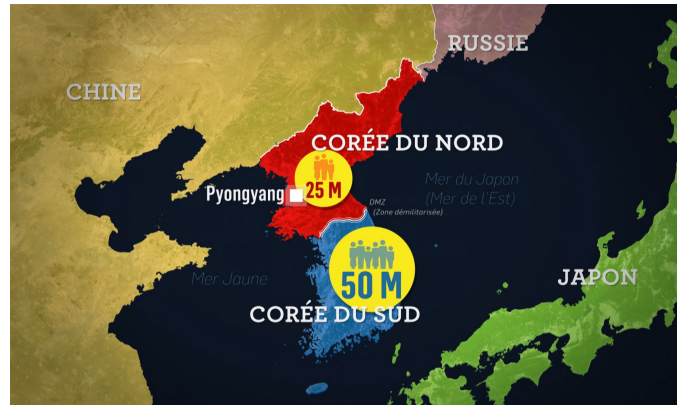 RUSSIE
CHINE
CORÉE DU NORD
25 M
Pyongyang
Mer du Japon
(Mer de l'Est)
DMZ
(Zone démilitarisée)
Mer Jaune
50 M
JAPON
CORÉE DU SUD